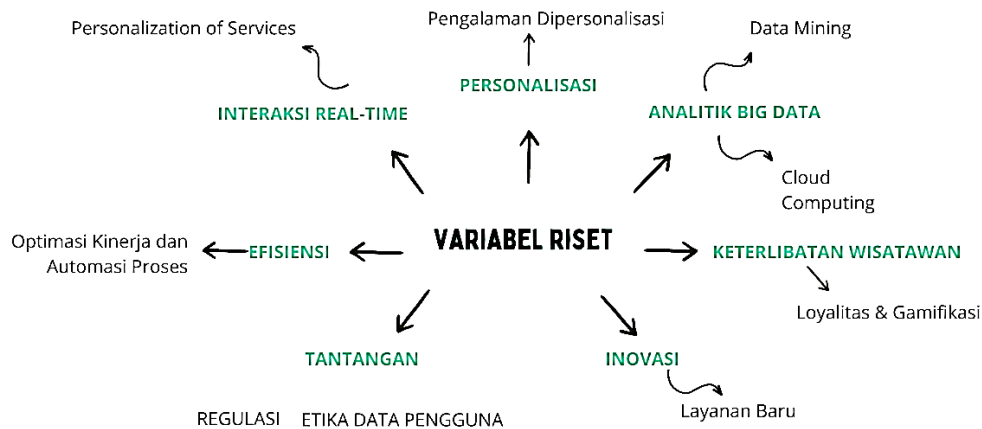 Personalization of Services
Pengalaman Dipersonalisasi
Data Mining
PERSONALISASI
INTERAKSI REAL-TIME
ANALITIK BIG DATA
Cloud
Computing
VARIABEL RISET
Optimasi Kinerja dan
Automasi Proses
EFISIENSI
KETERLIBATAN WISATAWAN
Loyalitas & Gamifikasi
TANTANGAN
INOVASI
Layanan Baru
REGULASI ETIKA DATA PENGGUNA